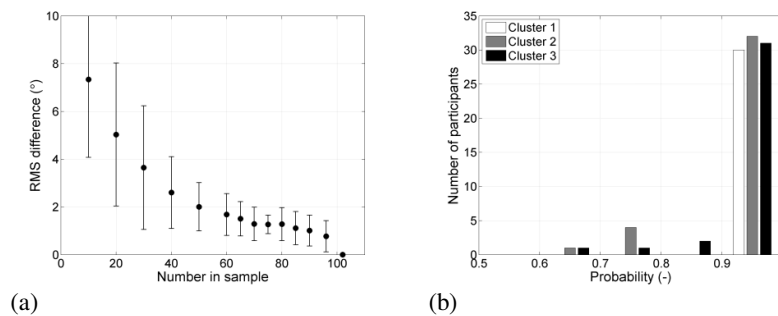 10
8
6
4
2
0
RMS difference (°)
0 20 40 60 80 100
Number in sample
(a)
35
30
25
20
15
10
5
0
Number of participants
Cluster 1
Cluster 2
Cluster 3
0.5 0.6 0.7 0.8 0.9
Probability (-)
(b)